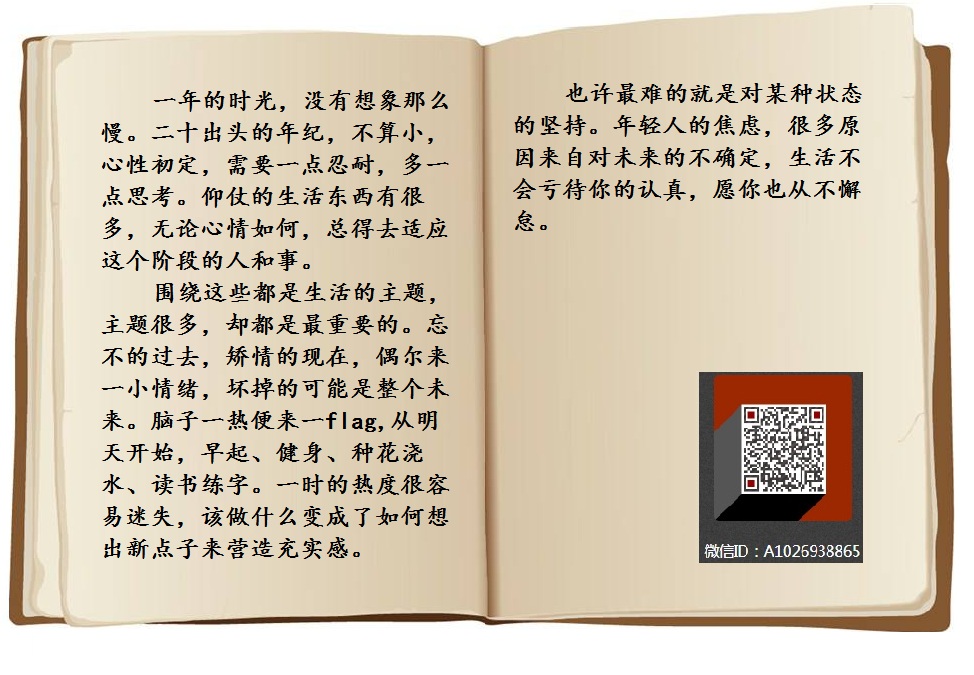 一年的时光，没有想象那么
慢。二十出头的年纪，不算小，
心性初定，需要一点忍耐，多一
点思考。仰仗的生活东西有很
多，无论心情如何，总得去适应
这个阶段的人和事。
围绕这些都是生活的主题，
主题很多，却都是最重要的。忘
不的过去，矫情的现在，偶尔来
一小情绪，坏掉的可能是整个未
来。脑子一热便来一flag,从明
天开始，早起、健身、种花浇
水、读书练字。一时的热度很容
易迷失，该做什么变成了如何想
出新点子来营造充实感。
也许最难的就是对某种状态
的坚持。年轻人的焦虑，很多原
因来自对未来的不确定，生活不
会亏待你的认真，愿你也从不懈
怠。
微信ID：A1026938865